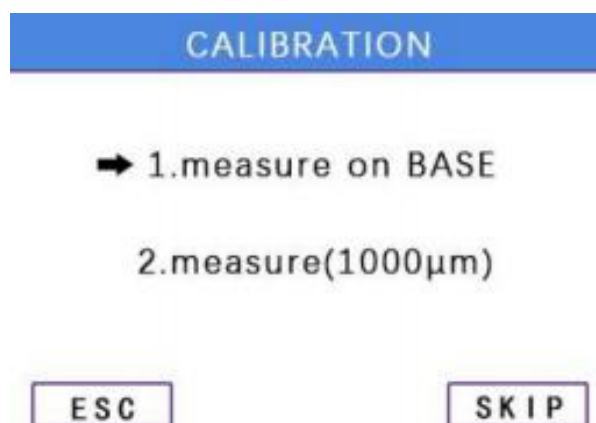 CALIBRATION
➡ 1.measure on BASE
2.measure(1000μm)
ESC SKIP